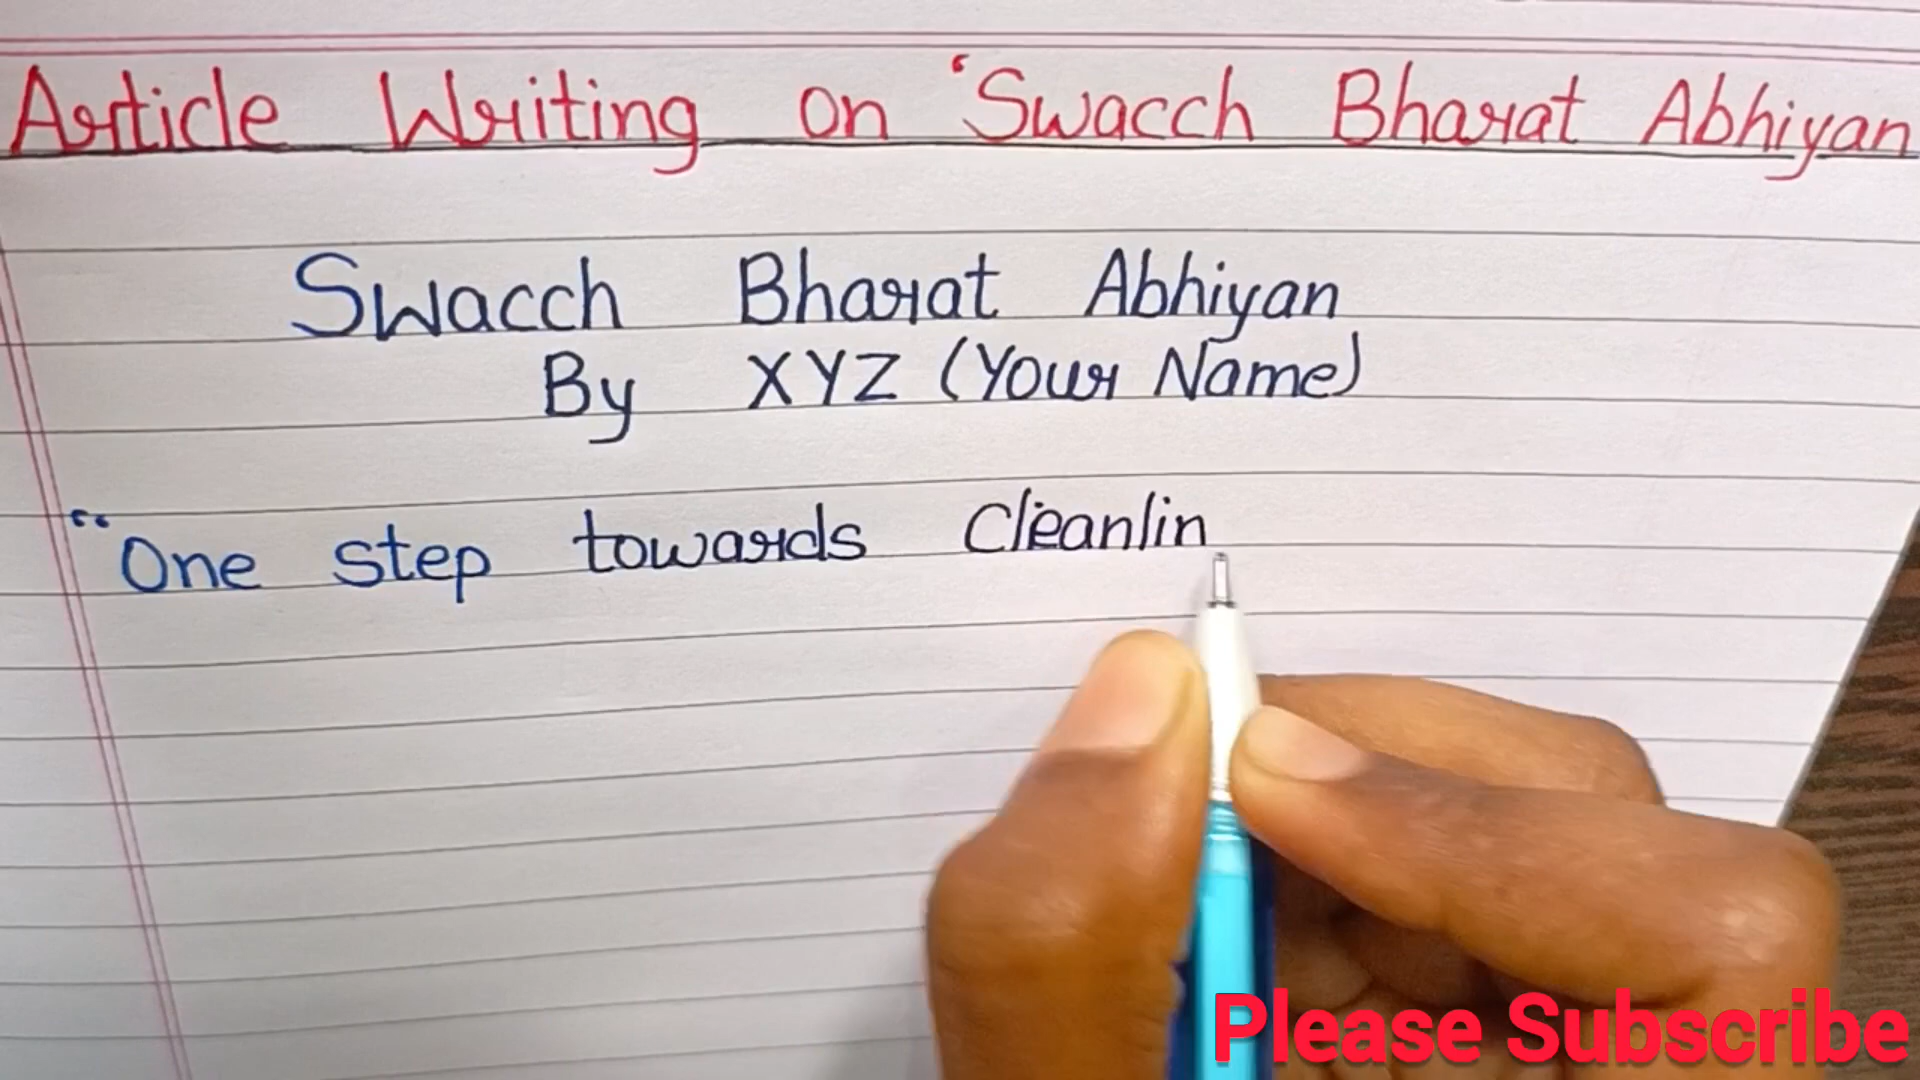 Article Writing on 'Swacch Bharat Abhiyan
Swacch Bharat Abhiyan
By XYZ (Your Name)
"One step towards Cleanlin
Please Subscribe